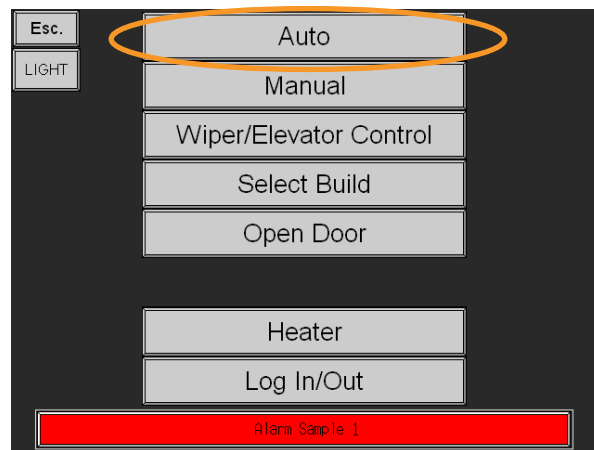 Esc.
LIGHT
Auto
Manual
Wiper/Elevator Control
Select Build
Open Door
Heater
Log In/Out
Alarm Sample 1